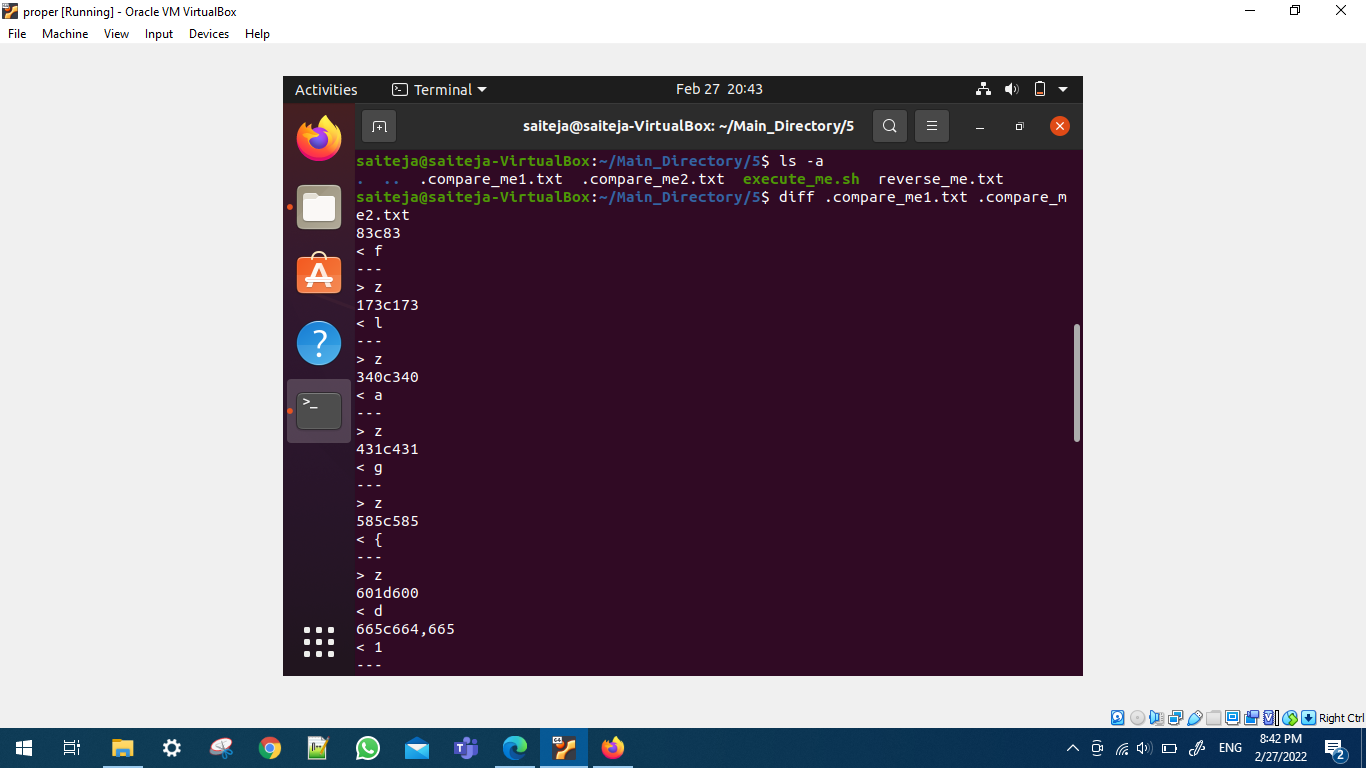 proper [Running] - Oracle VM VirtualBox
File Machine View Input Devices Help
Activities Terminal Feb 27 20:43
saiteja@saiteja-VirtualBox: ~/Main_Directory/5
saiteja@saiteja-VirtualBox:~/Main_Directory/5$ ls -a
. .. .compare_me1.txt .compare_me2.txt execute_me.sh reverse_me.txt
saiteja@saiteja-VirtualBox:~/Main_Directory/5$ diff .compare_me1.txt .compare_m
e2.txt
83c83
< f
---
> z
173c173
< l
---
> z
340c340
< a
---
> z
431c431
< g
---
> z
585c585
< {
---
> z
601d600
< d
665c664,665
< 1
---
Right Ctrl
ENG
8:42 PM
2/27/2022
2